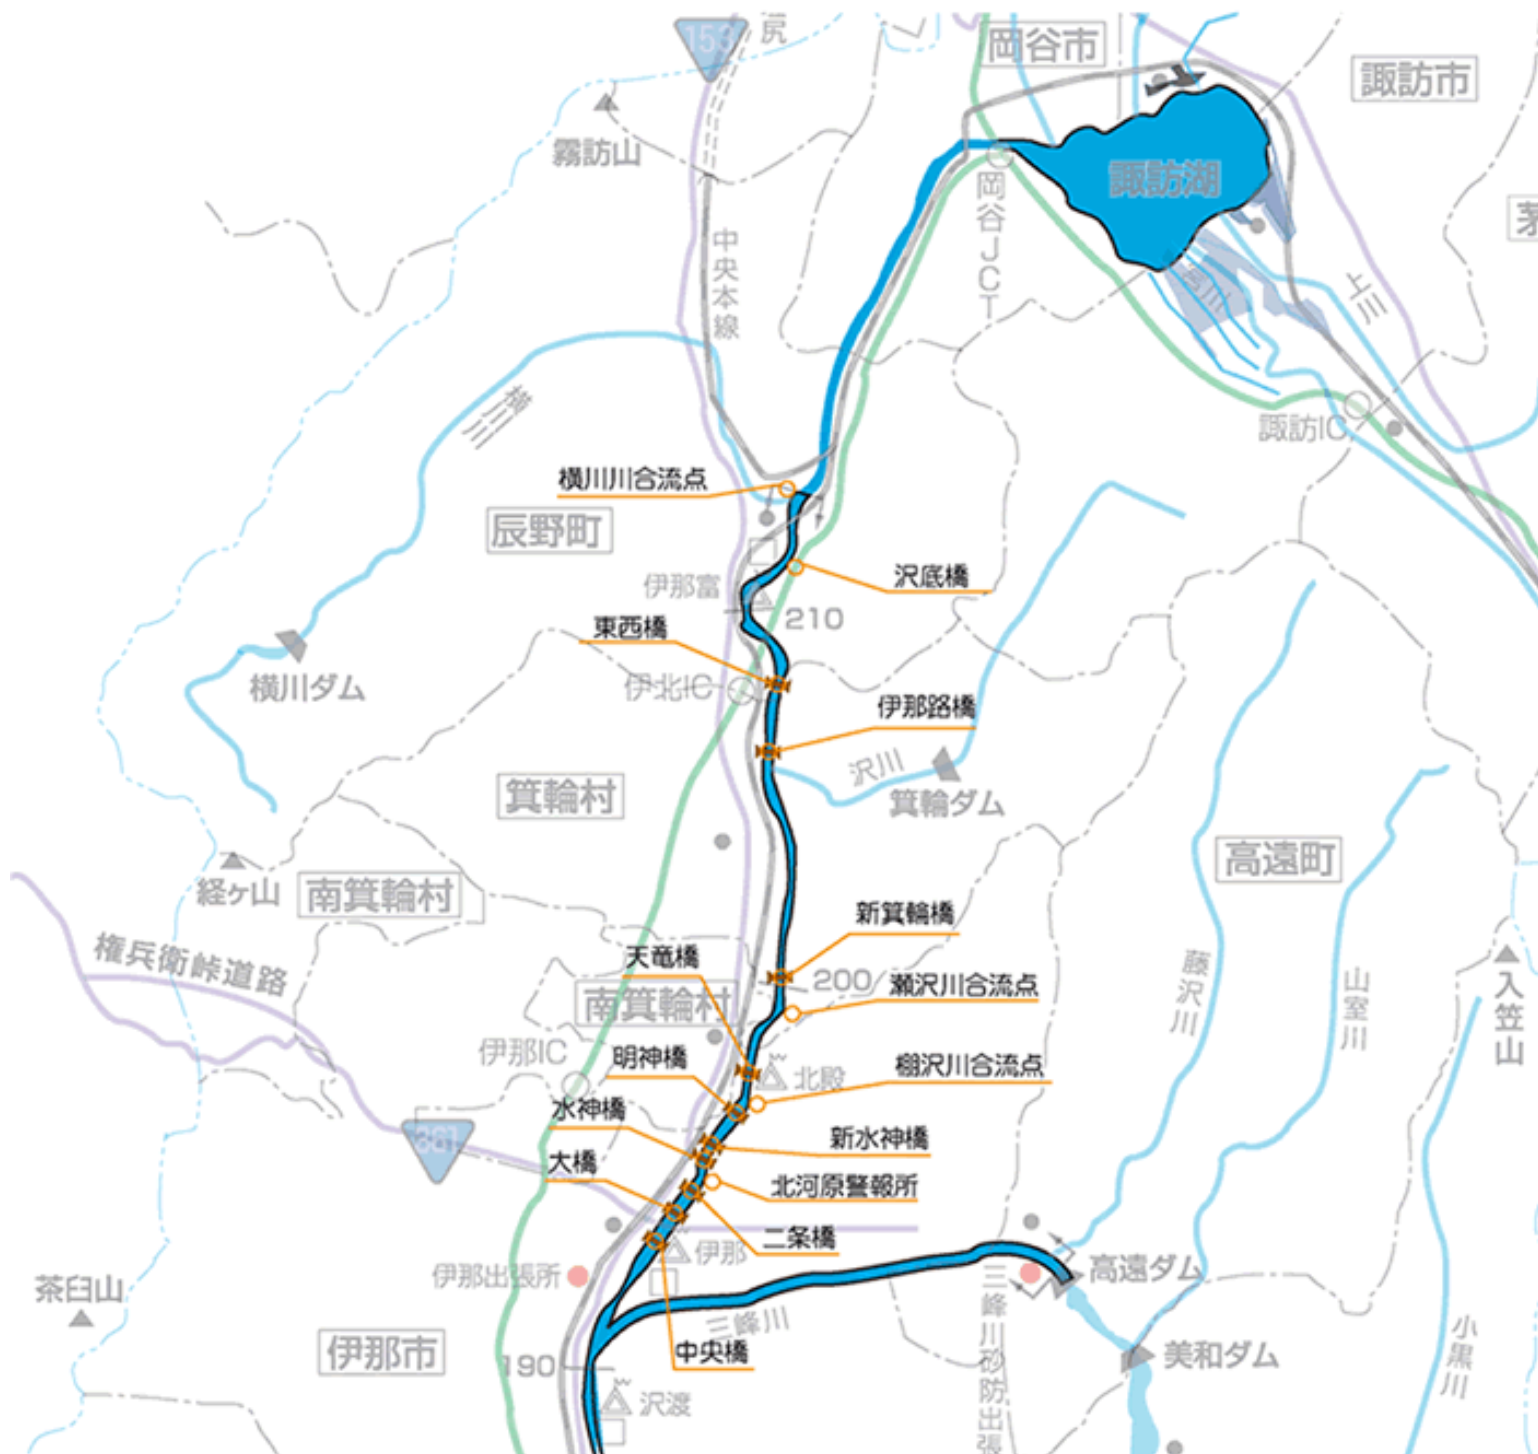 153
尻
岡谷市
諏訪市
霧訪山
諏訪湖
岡谷JCT
中央本線
宮川
上川
横川
諏訪IC
横川川合流点
辰野町
沢底橋
伊那富
210
東西橋
伊北IC
横川ダム
伊那路橋
沢川
箕輪ダム
箕輪村
高遠町
経ヶ山
南箕輪村
新箕輪橋
権兵衛峠道路
天竜橋
200
瀬沢川合流点
南箕輪村
藤沢川
山室川
入笠山
伊那IC
明神橋
北殿
棚沢川合流点
水神橋
新水神橋
361
大橋
北河原警報所
二条橋
伊那
伊那出張所
高遠ダム
茶臼山
三峰川
三峰川砂防出張
中央橋
伊那市
190
美和ダム
小黒川
沢渡